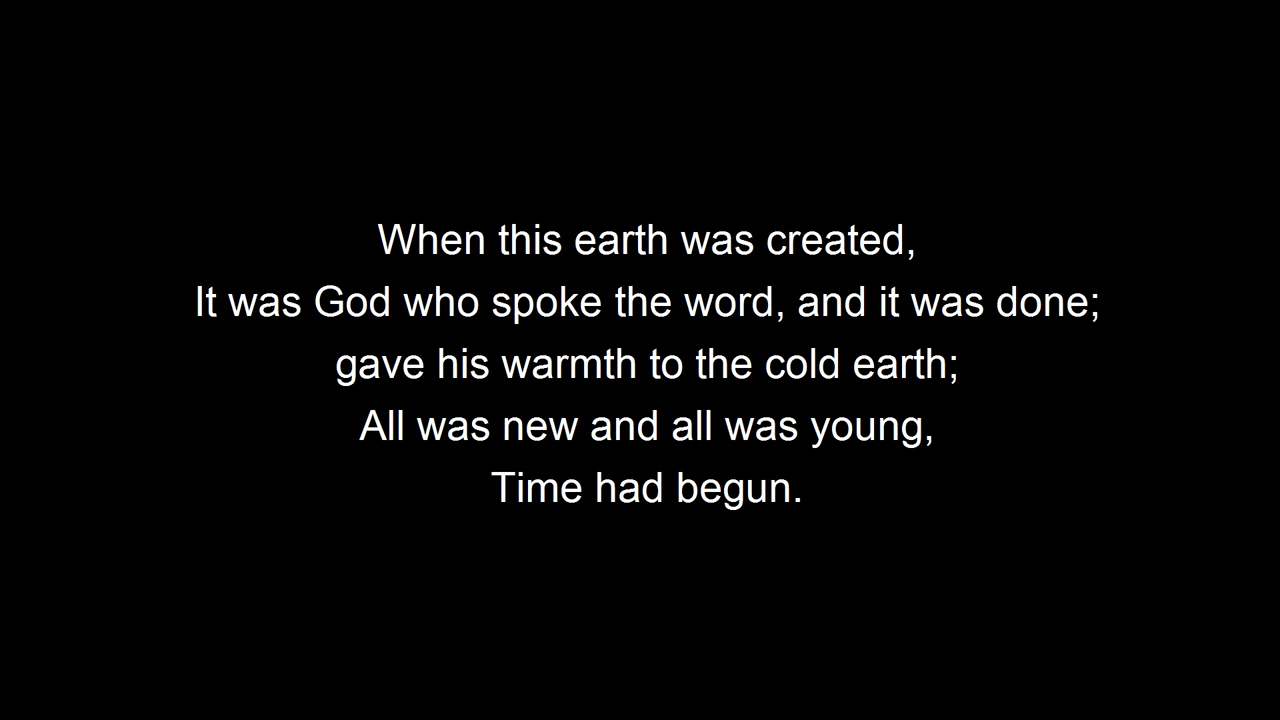 When this earth was created,
It was God who spoke the word, and it was done;
gave his warmth to the cold earth;
All was new and all was young,
Time had begun.